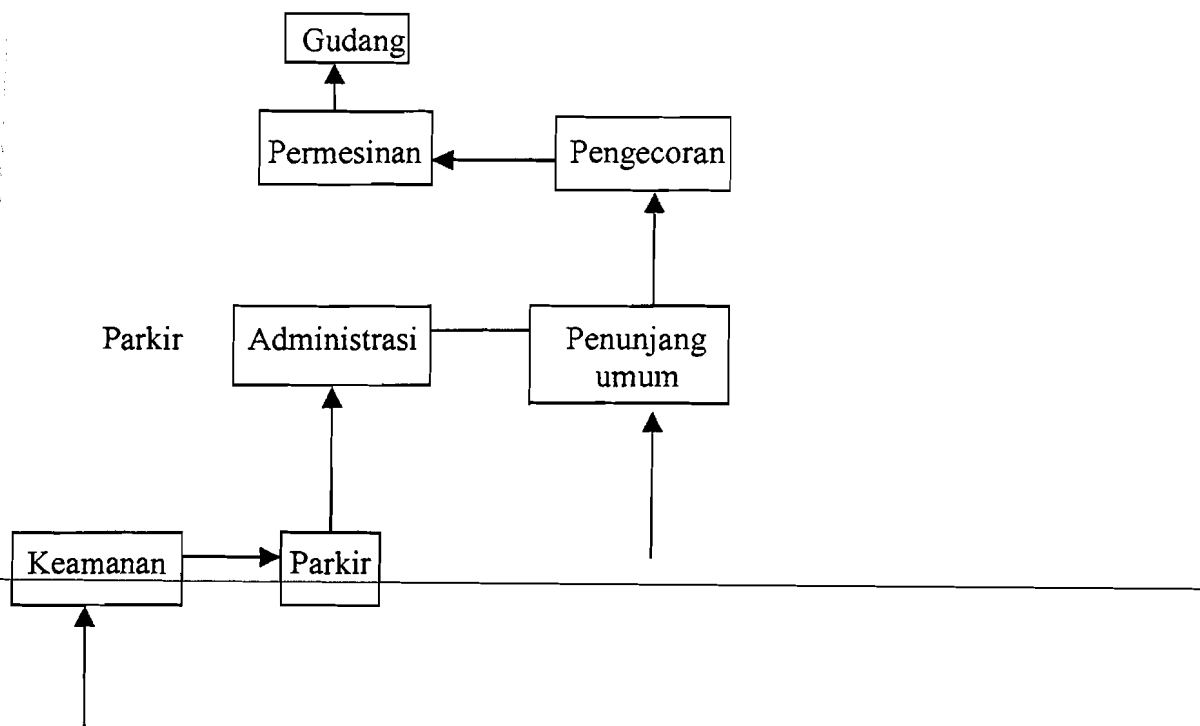 Gudang
Permesinan
Pengecoran
Parkir
Administrasi
Penunjang
umum
Keamanan
Parkir